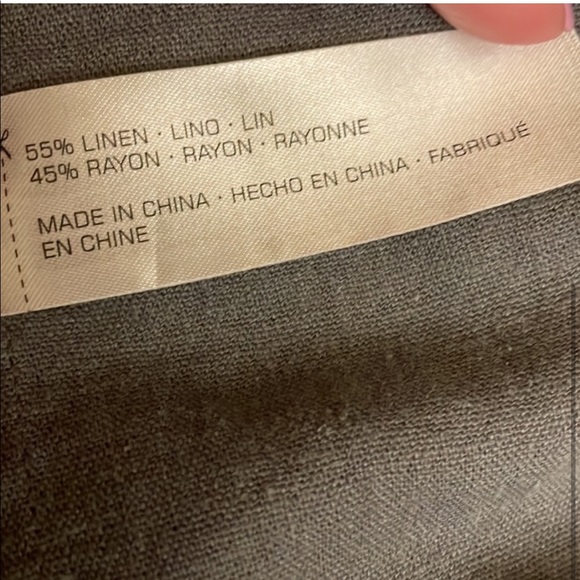 55% LINEN · LINO · LIN
45% RAYON · RAYON · RAYONNE
MADE IN CHINA · HECHO EN CHINA · FABRIQUÉ
EN CHINE